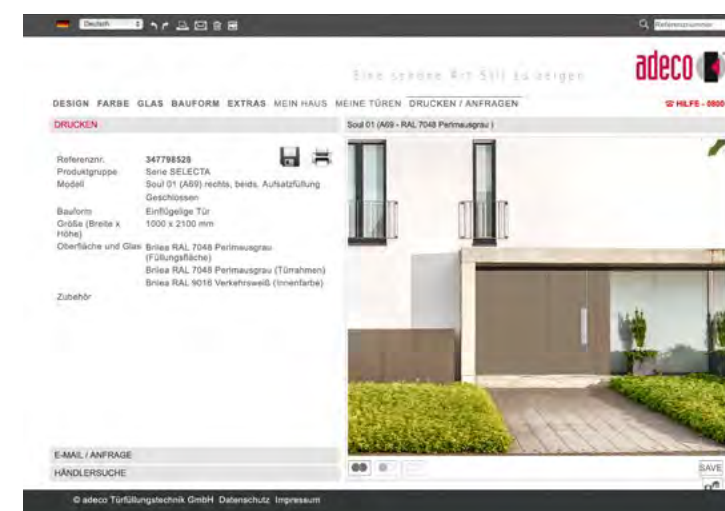 Deutsch
Referenznummer
Eine schöne Art Stil zu zeigen
adeco
DESIGN FARBE GLAS BAUFORM EXTRAS MEIN HAUS MEINE TÜREN DRUCKEN / ANFRAGEN
☎ HILFE - 0800
DRUCKEN
Soul 01 (A69 - RAL 7048 Perlmausgrau )
Referenznr. 347798528
Produktgruppe Serie SELECTA
Modell Soul 01 (A69) rechts, beids. Aufsatzfüllung
Geschlossen
Bauform Einflügelige Tür
Größe (Breite x 1000 x 2100 mm
Höhe)
Oberfläche und Glas Brilea RAL 7048 Perlmausgrau
(Füllungsfläche)
Brilea RAL 7048 Perlmausgrau (Türrahmen)
Brilea RAL 9016 Verkehrsweiß (Innenfarbe)
Zubehör
E-MAIL / ANFRAGE
HÄNDLERSUCHE
SAVE
© adeco Türfüllungstechnik GmbH Datenschutz Impressum